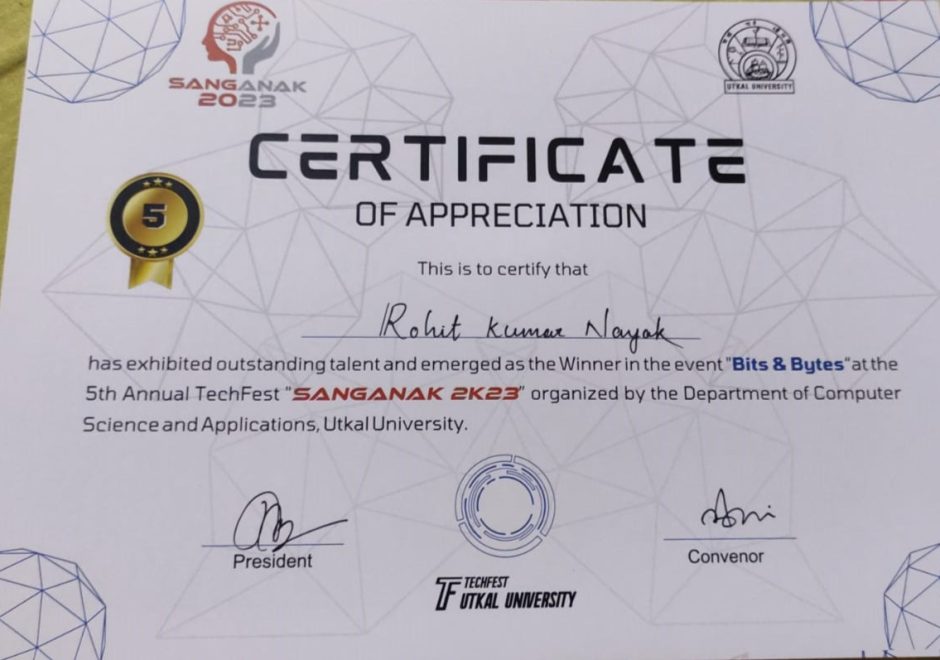 SANGANAK
2023
UTKAL UNIVERSITY
CERTIFICATE
OF APPRECIATION
5
This is to certify that
Rohit Kumar Nayak
has exhibited outstanding talent and emerged as the Winner in the event "Bits & Bytes" at the
5th Annual TechFest "SANGANAK 2K23" organized by the Department of Computer
Science and Applications, Utkal University.
President
Convenor
TF TECHFEST
UTKAL UNIVERSITY